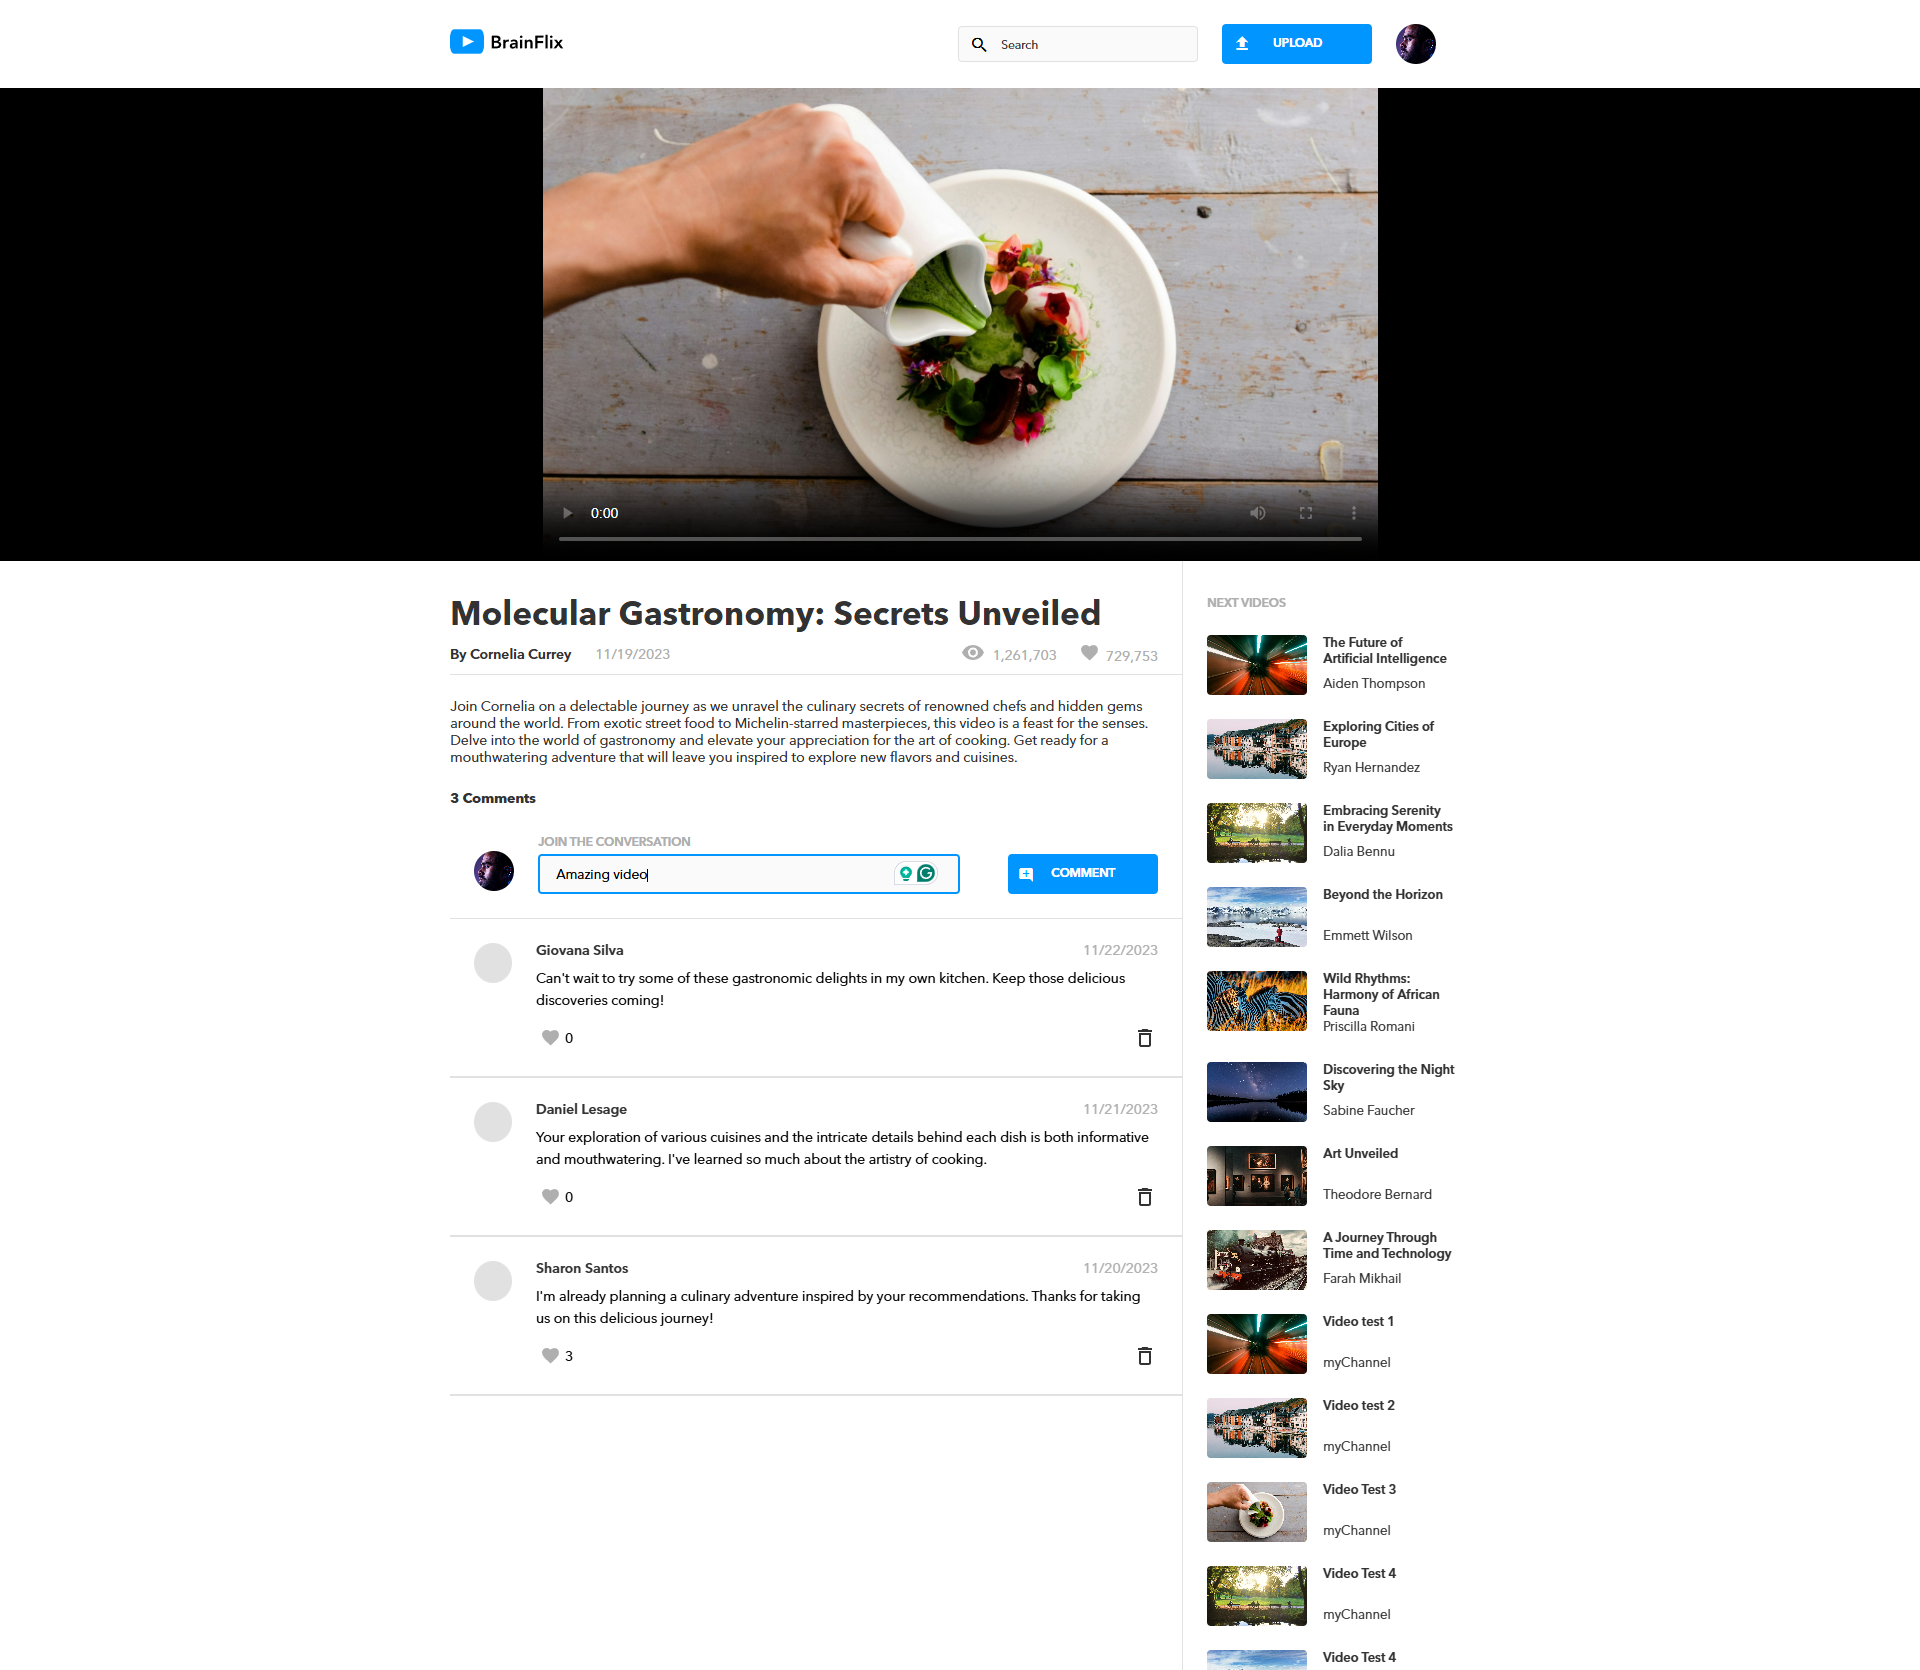 BrainFlix
Search
UPLOAD
0:00
Molecular Gastronomy: Secrets Unveiled
By Cornelia Currey 11/19/2023 1,261,703 729,753
Join Cornelia on a delectable journey as we unravel the culinary secrets of renowned chefs and hidden gems
around the world. From exotic street food to Michelin-starred masterpieces, this video is a feast for the senses.
Delve into the world of gastronomy and elevate your appreciation for the art of cooking. Get ready for a
mouthwatering adventure that will leave you inspired to explore new flavors and cuisines.
3 Comments
JOIN THE CONVERSATION
Amazing video
COMMENT
Giovana Silva 11/22/2023
Can't wait to try some of these gastronomic delights in my own kitchen. Keep those delicious
discoveries coming!
0
Daniel Lesage 11/21/2023
Your exploration of various cuisines and the intricate details behind each dish is both informative
and mouthwatering. I've learned so much about the artistry of cooking.
0
Sharon Santos 11/20/2023
I'm already planning a culinary adventure inspired by your recommendations. Thanks for taking
us on this delicious journey!
3
NEXT VIDEOS
The Future of
Artificial Intelligence
Aiden Thompson
Exploring Cities of
Europe
Ryan Hernandez
Embracing Serenity
in Everyday Moments
Dalia Bennu
Beyond the Horizon
Emmett Wilson
Wild Rhythms:
Harmony of African
Fauna
Priscilla Romani
Discovering the Night
Sky
Sabine Faucher
Art Unveiled
Theodore Bernard
A Journey Through
Time and Technology
Farah Mikhail
Video test 1
myChannel
Video test 2
myChannel
Video Test 3
myChannel
Video Test 4
myChannel
Video Test 4